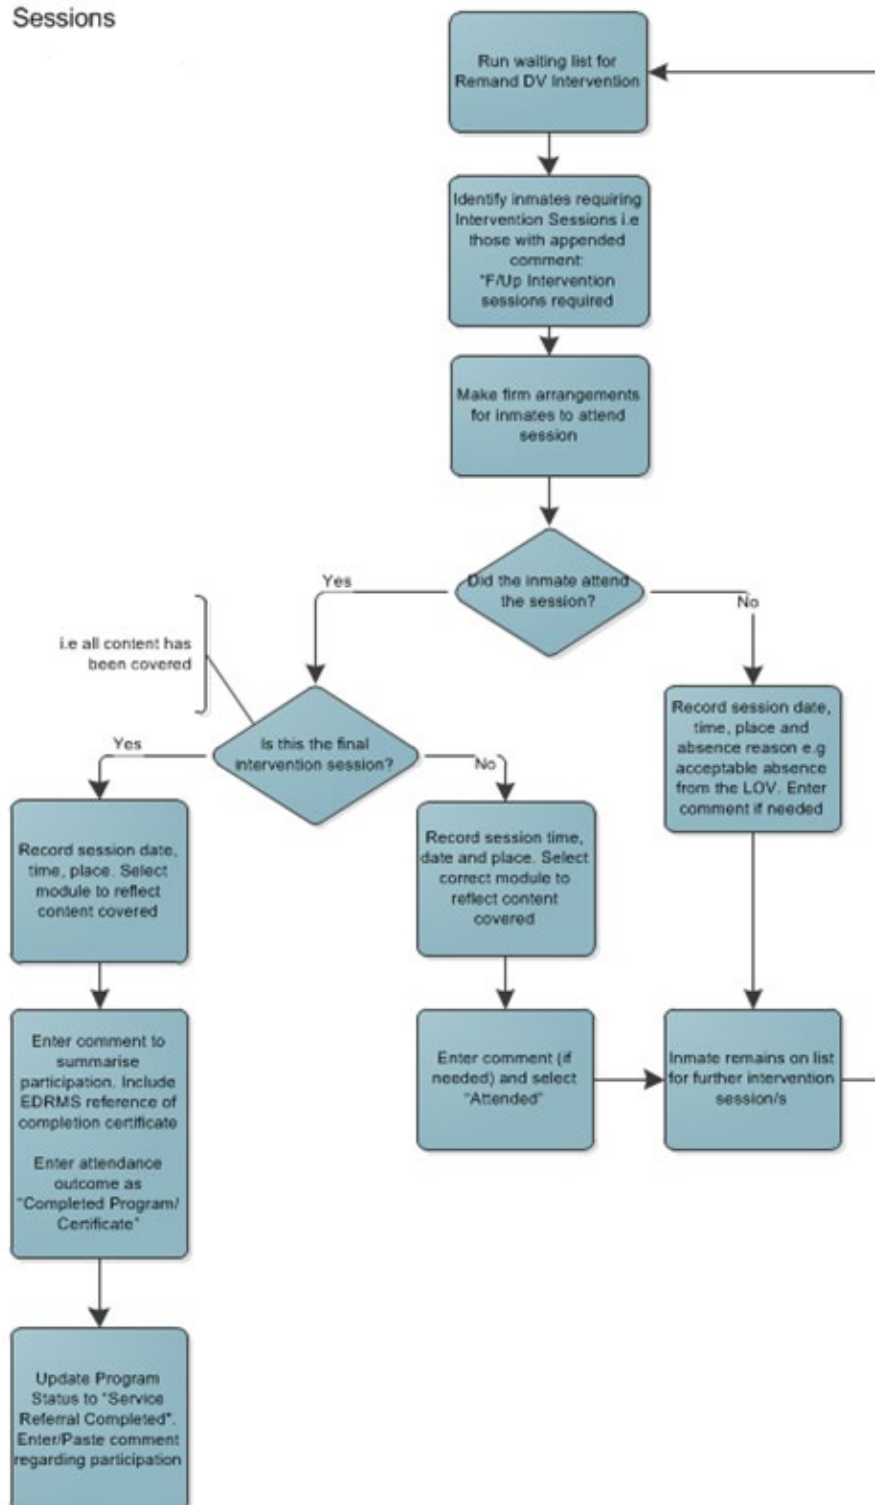 Sessions
Run waiting list for
Remand DV Intervention
Identify inmates requiring
Intervention Sessions i.e
those with appended
comment:
"F/Up Intervention
sessions required
Make firm arrangements
for inmates to attend
session
Did the inmate attend
the session?
Yes
No
i.e all content has
been covered
Is this the final
intervention session?
Yes
No
Record session date,
time, place and
absence reason e.g
acceptable absence
from the LOV. Enter
comment if needed
Record session date,
time, place. Select
module to reflect
content covered
Record session time,
date and place. Select
correct module to
reflect content
covered
Enter comment to
summarise
participation. Include
EDRMS reference of
completion certificate
Enter attendance
outcome as
"Completed Program/
Certificate"
Enter comment (if
needed) and select
"Attended"
Inmate remains on list
for further intervention
session/s
Update Program
Status to "Service
Referral Completed".
Enter/Paste comment
regarding participation